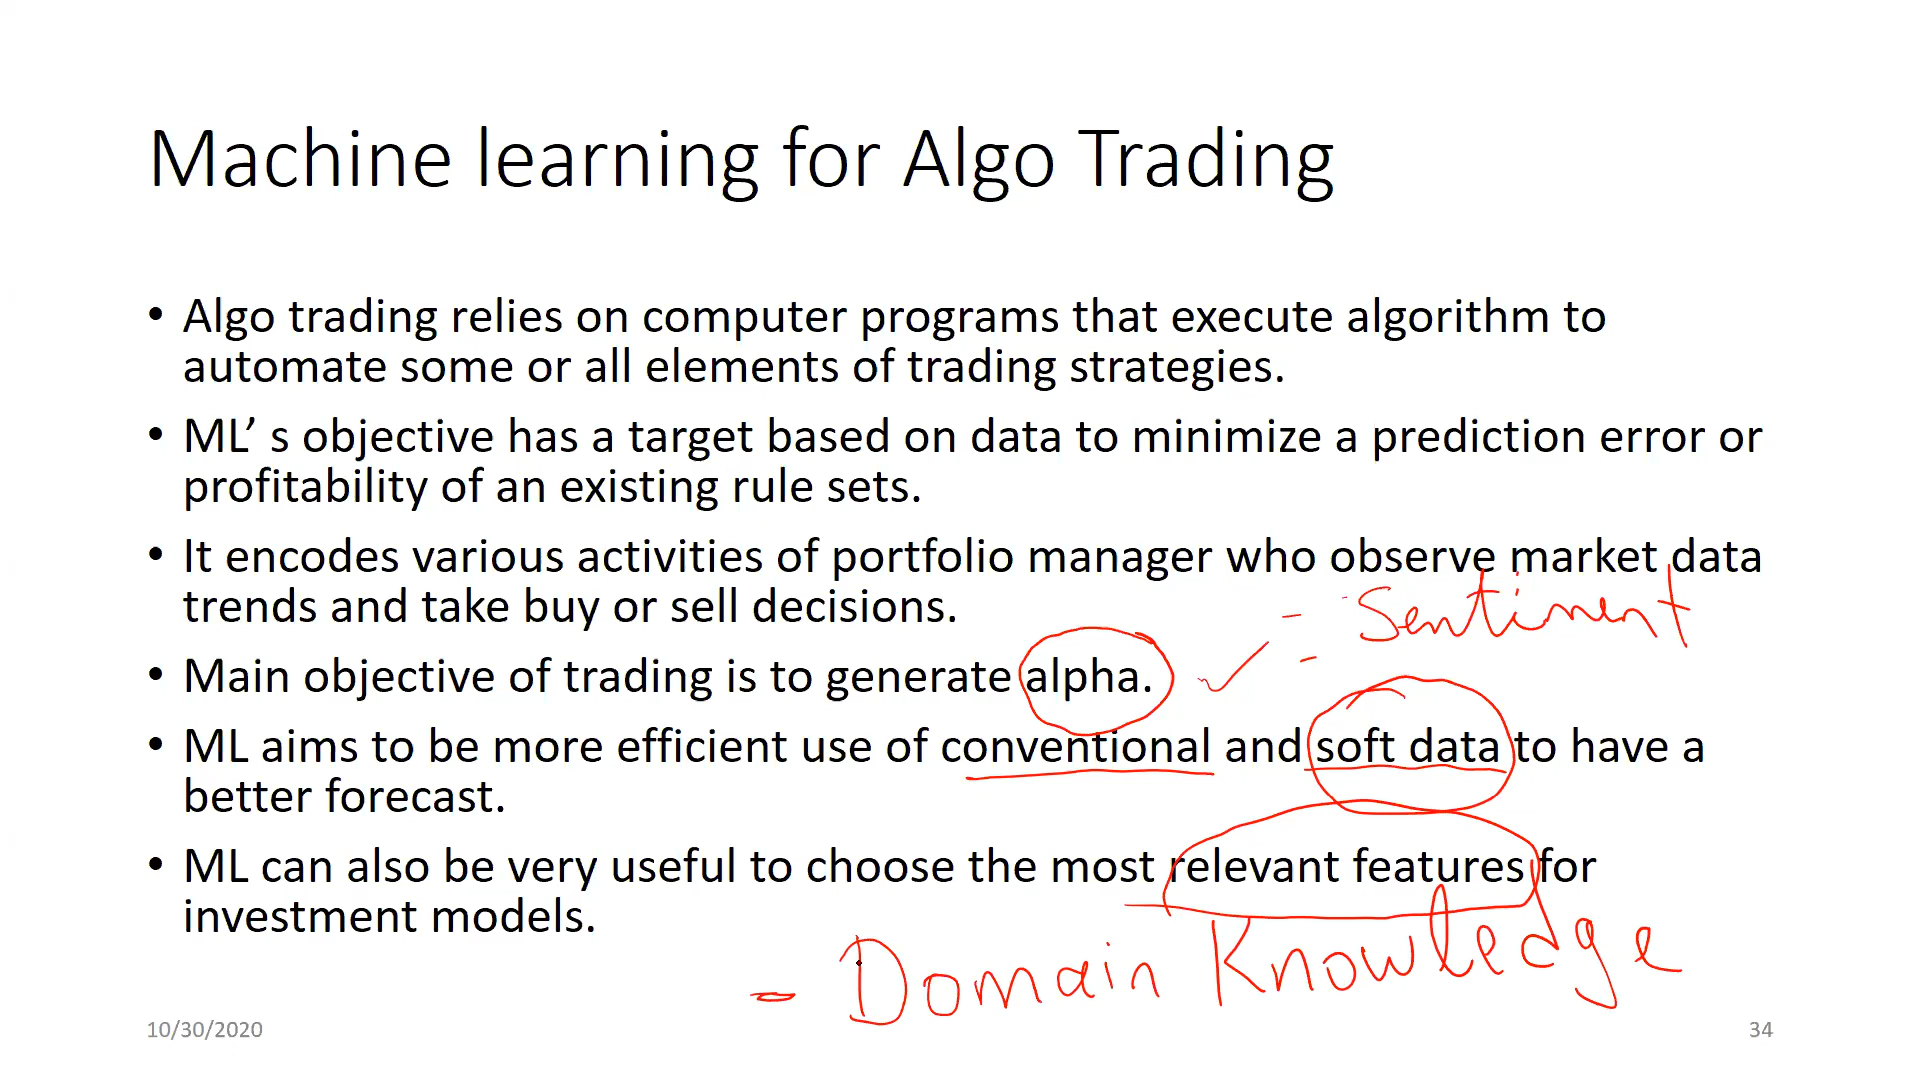 Machine learning for Algo Trading
• Algo trading relies on computer programs that execute algorithm to
automate some or all elements of trading strategies.
• ML’ s objective has a target based on data to minimize a prediction error or
profitability of an existing rule sets.
• It encodes various activities of portfolio manager who observe market data
trends and take buy or sell decisions.
- Sentiment
-
• Main objective of trading is to generate alpha.
• ML aims to be more efficient use of conventional and soft data to have a
better forecast.
• ML can also be very useful to choose the most relevant features for
investment models.
- Domain Knowledge
10/30/2020
34